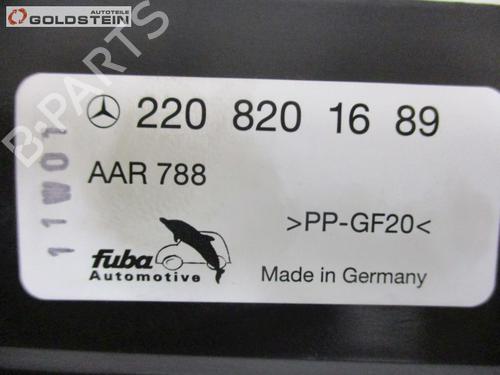 AUTOTEILE
GOLDSTEIN
B-PARTS
220 820 16 89
AAR 788
11W01
>PP-GF20<
fuba
Automotive
Made in Germany